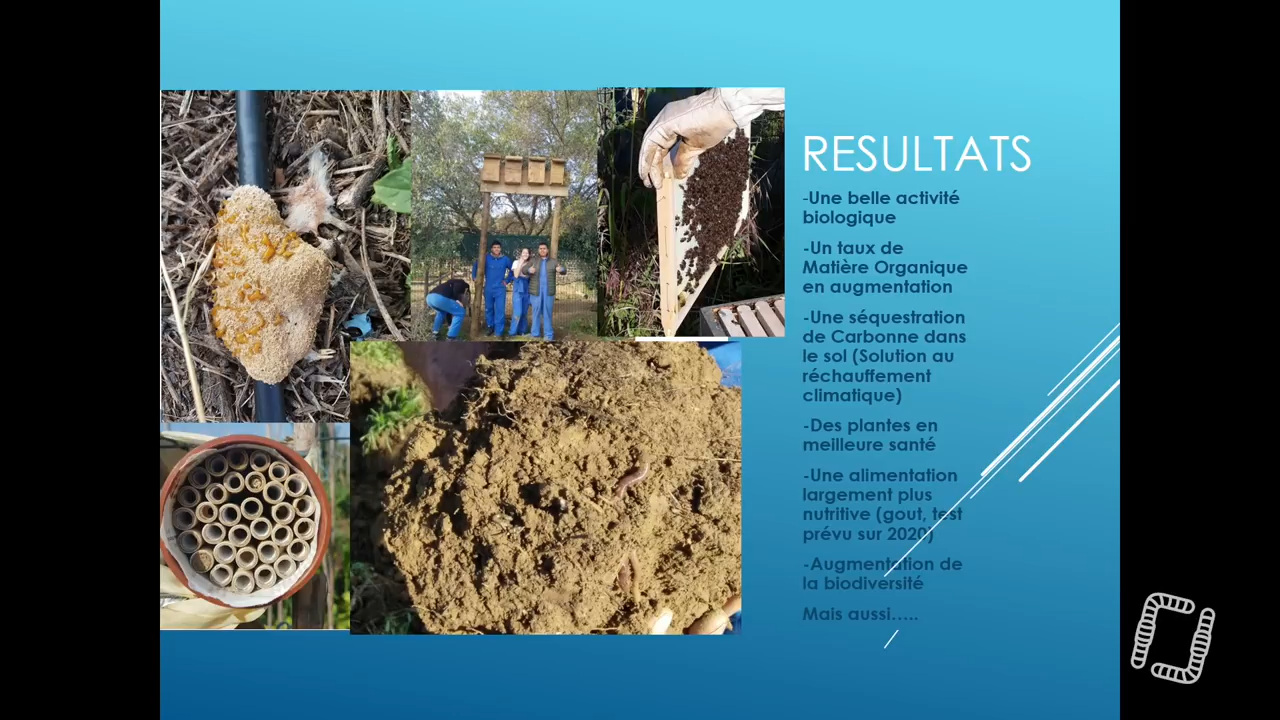 RESULTATS
-Une belle activité
biologique
-Un taux de
Matière Organique
en augmentation
-Une séquestration
de Carbonne dans
le sol (Solution au
réchauffement
climatique)
-Des plantes en
meilleure santé
-Une alimentation
largement plus
nutritive (gout, test
prévu sur 2020)
-Augmentation de
la biodiversité
Mais aussi.....